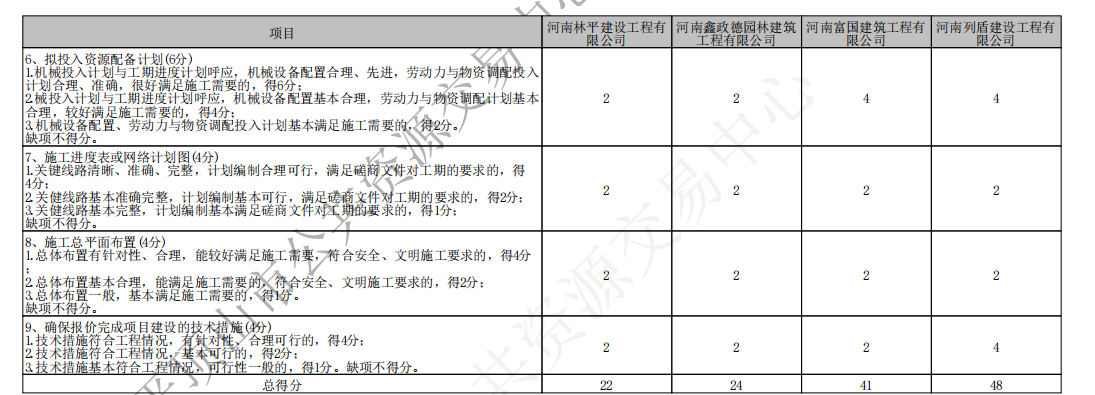 项目
河南林平建设工程有限公司
河南鑫政德园林建筑工程有限公司
河南富国建筑工程有限公司
河南列盾建设工程有限公司
6、拟投入资源配备计划(6分)
1.机械投入计划与工期进度计划呼应，机械设备配置合理、先进，劳动力与物资调配投入
计划合理、准确，很好满足施工需要的，得6分；
2.械投入计划与工期进度计划呼应，机械设备配置基本合理，劳动力与物资调配计划基本
合理，较好满足施工需要的，得4分；
3.机械设备配置、劳动力与物资调配投入计划基本满足施工需要的，得2分。
缺项不得分。
2 2 4 4
7、施工进度表或网络计划图(4分)
1.关键线路清晰、准确、完整，计划编制合理可行，满足磋商文件对工期的要求的，得
4分；
2.关健线路基本准确完整，计划编制基本可行，满足磋商文件对工期的要求的，得2分；
3.关健线路基本完整，计划编制基本满足磋商文件对工期的要求的，得1分；
缺项不得分。
2 2 2 2
8、施工总平面布置(4分)
1.总体布置有针对性、合理，能较好满足施工需要，符合安全、文明施工要求的，得4分
；
2.总体布置基本合理，能满足施工需要的，符合安全、文明施工要求的，得2分；
3.总体布置一般，基本满足施工需要的，得1分。
缺项不得分。
2 2 2 2
9、确保报价完成项目建设的技术措施(4分)
1.技术措施符合工程情况，有针对性、合理可行的，得4分；
2.技术措施符合工程情况，基本可行的，得2分；
3.技术措施基本符合工程情况，可行性一般的，得1分。缺项不得分。
2 2 2 4
总得分 22 24 41 48
平顶山市公共资源交易中心
共资源交易中心